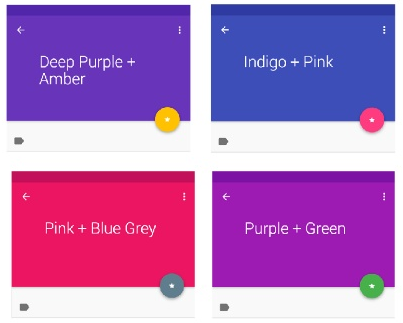 Deep Purple +
Amber
Indigo + Pink
Pink + Blue Grey
Purple + Green